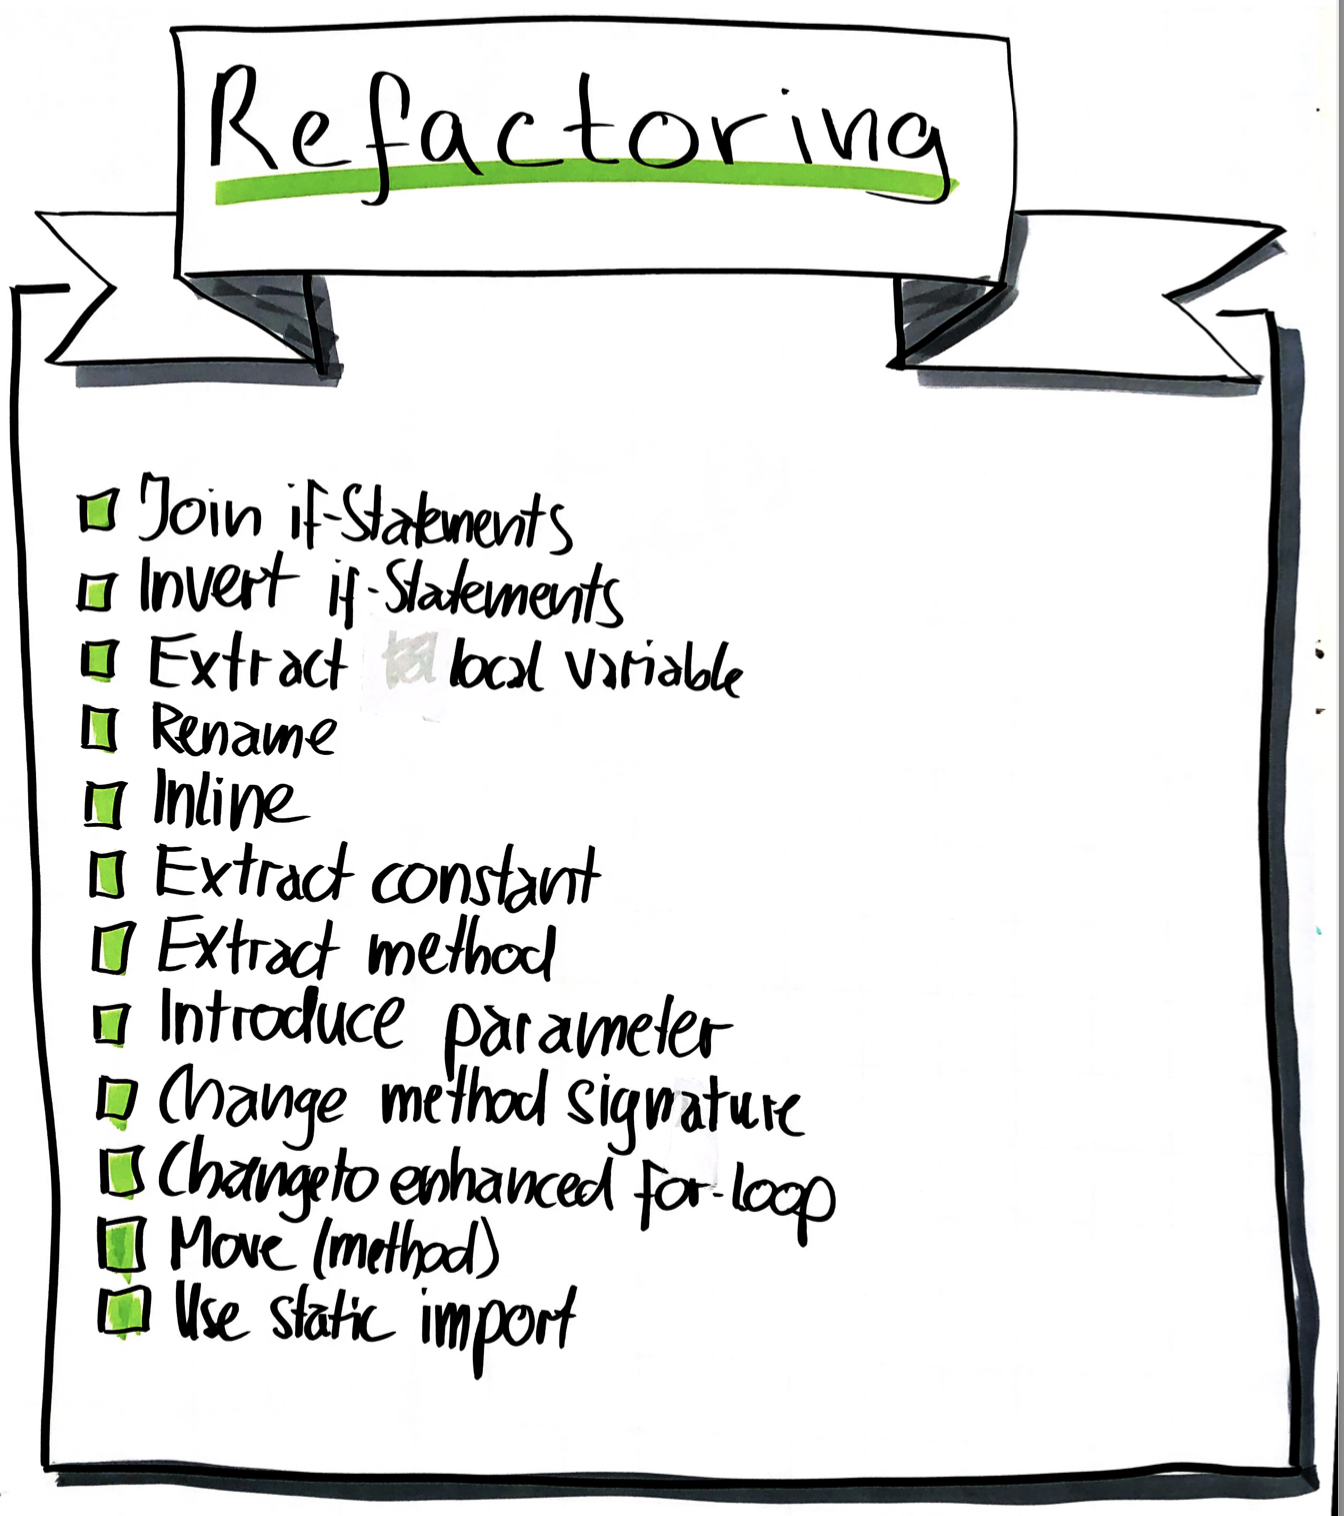 Refactoring
Join if-Statements
Invert if-Statements
Extract local variable
Rename
Inline
Extract constant
Extract method
Introduce parameter
Change method signature
Change to enhanced for-loop
Move (method)
Use static import